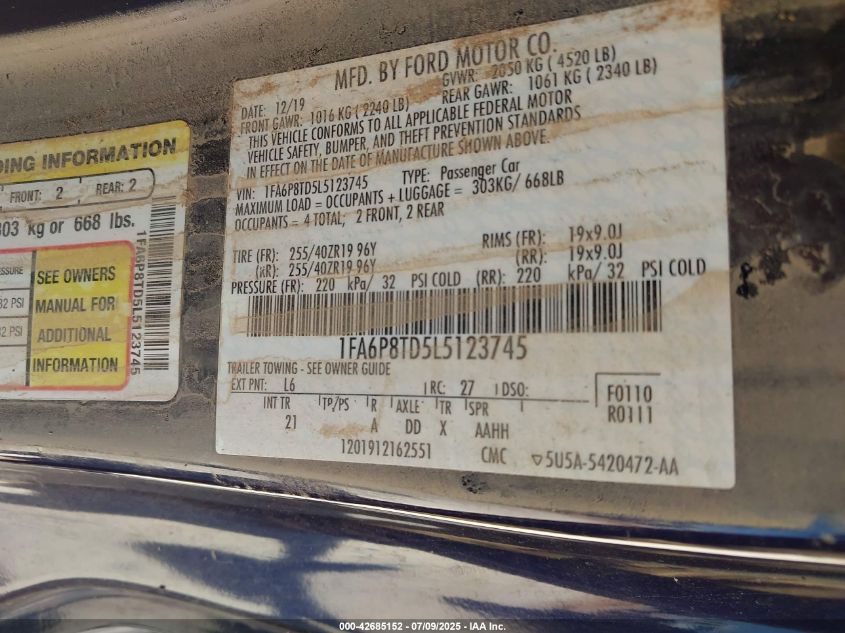 MFD. BY FORD MOTOR CO.
DATE: 12/19 GVWR: 2050 KG ( 4520 LB)
FRONT GAWR: 1016 KG ( 2240 LB) REAR GAWR: 1061 KG ( 2340 LB)
THIS VEHICLE CONFORMS TO ALL APPLICABLE FEDERAL MOTOR
VEHICLE SAFETY, BUMPER, AND THEFT PREVENTION STANDARDS
IN EFFECT ON THE DATE OF MANUFACTURE SHOWN ABOVE.
VIN: 1FA6P8TD5L5123745 TYPE: Passenger Car
MAXIMUM LOAD = OCCUPANTS + LUGGAGE = 303KG/ 668LB
OCCUPANTS = 4 TOTAL; 2 FRONT, 2 REAR
TIRE (FR): 255/40ZR19 96Y RIMS (FR): 19x9.0J
(RR): 255/40ZR19 96Y (RR): 19x9.0J
PRESSURE (FR): 220 kPa/ 32 PSI COLD (RR): 220 kPa/ 32 PSI COLD
1FA6P8TD5L5123745
TRAILER TOWING - SEE OWNER GUIDE
EXT PNT: L6 RC: 27 DSO: F0110
R0111
INT TR TP/PS R AXLE TR SPR
21 A DD X AAHH
1201912162551 CMC 5U5A-5420472-AA
DING INFORMATION
FRONT: 2 REAR: 2
303 kg or 668 lbs.
PRESSURE
32 PSI
32 PSI
SEE OWNERS
MANUAL FOR
ADDITIONAL
INFORMATION
1FA6P8TD5L5123745
000-42685152 - 07/09/2025 - IAA Inc.